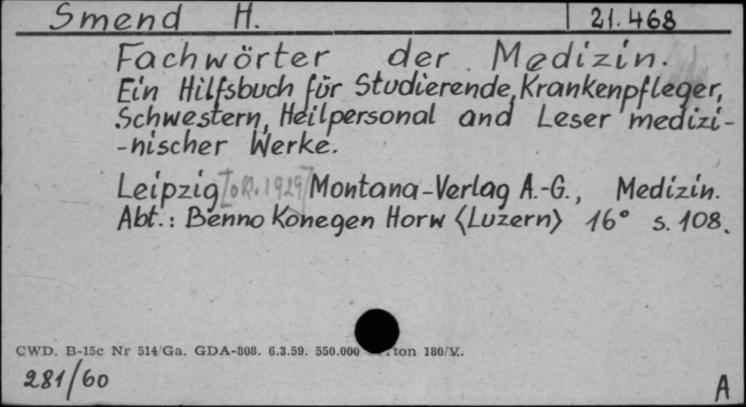 Smend H. 21.468
Fachwörter der Medizin.
Ein Hilfsbuch für Studierende, Krankenpfleger,
Schwestern, Heilpersonal and Leser medizi-
-nischer Werke.
Leipzig [o R. 1929] Montana-Verlag A.-G., Medizin.
Abt.: Benno Konegen Horw <Luzern> 16° s. 108.
CWD. B-15c Nr 514/Ga. GDA-808. 6.3.59. 550.000 ton 180/V.
281/60 A